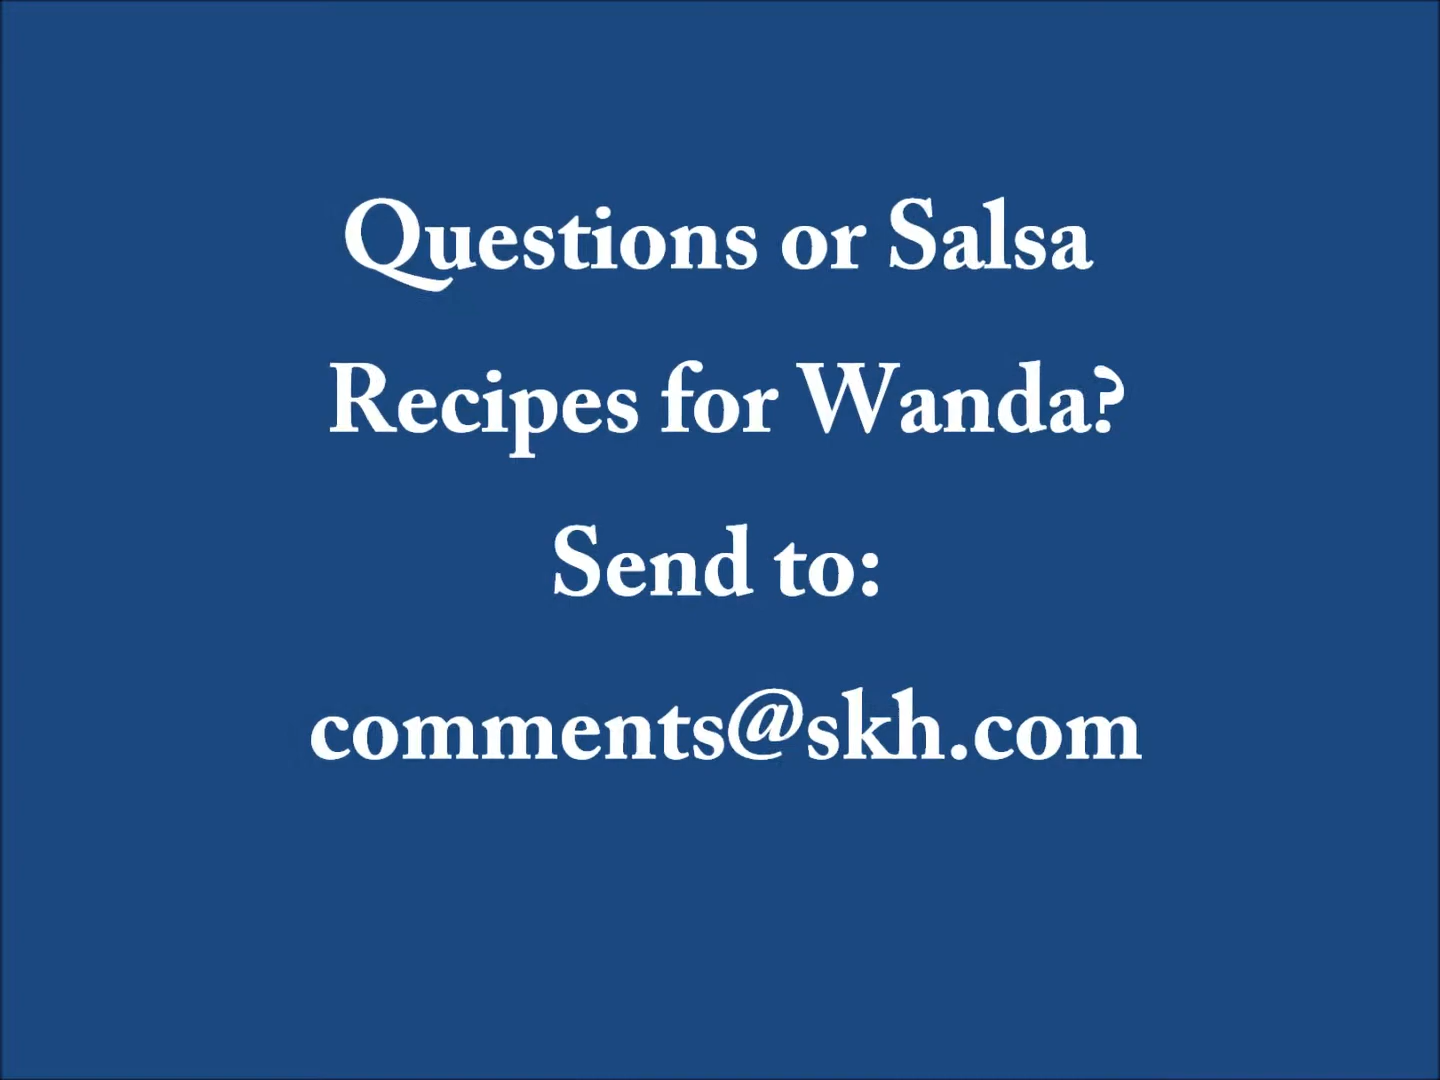 Questions or Salsa
Recipes for Wanda?
Send to:
comments@skh.com